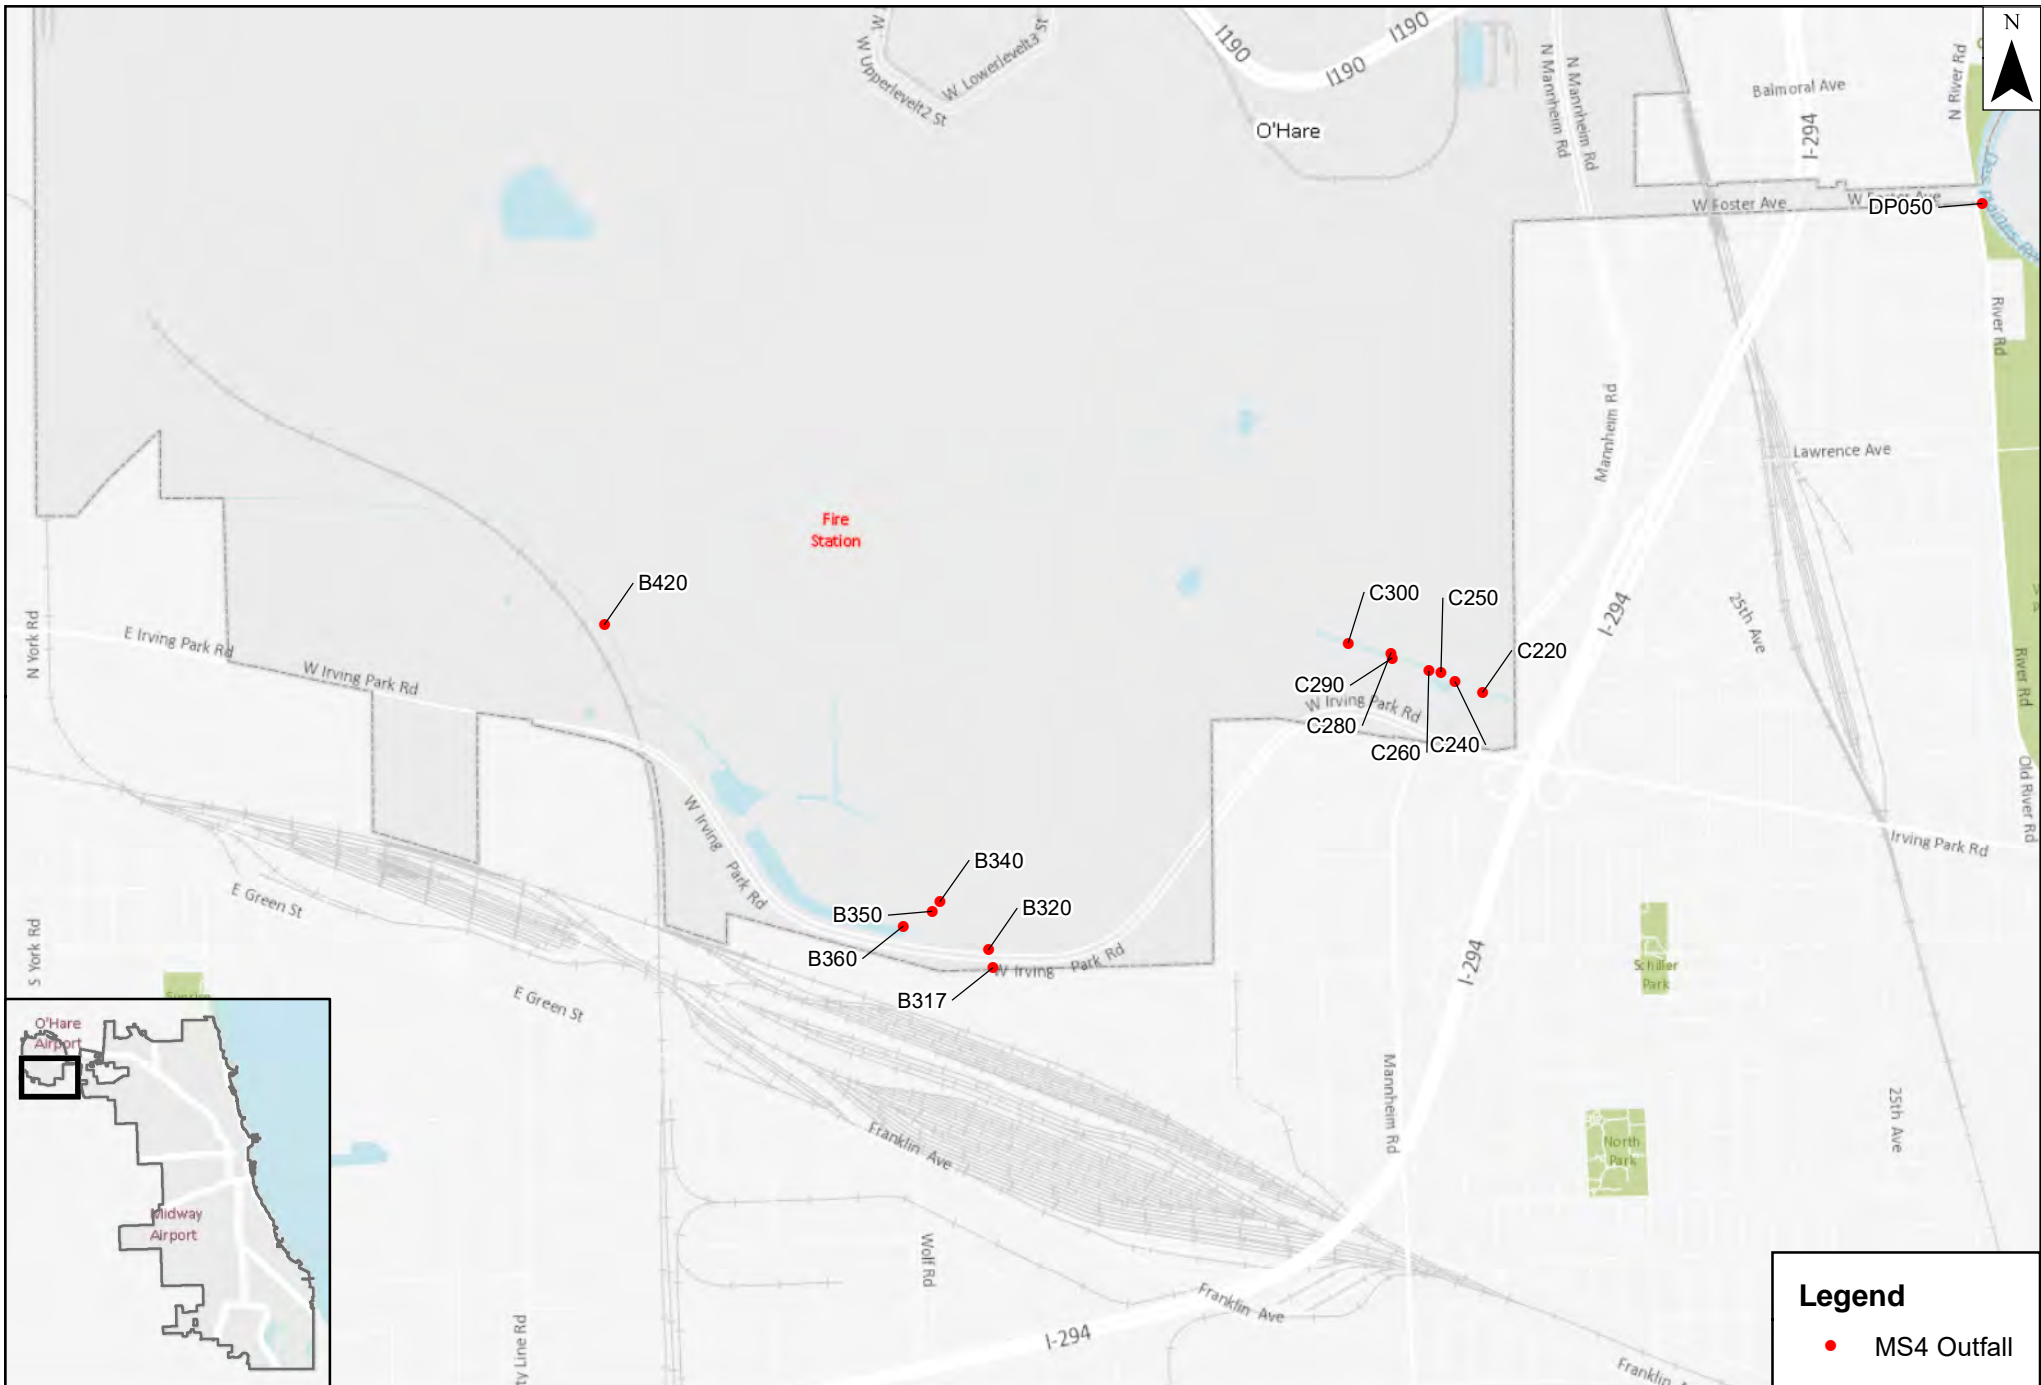 N
I190
I190
I190
W Upperlevelt2 St
W Lowerlevelt3 St
O'Hare
N Mannheim Rd
N Mannheim Rd
Balmoral Ave
N River Rd
I-294
W Foster Ave
DP050
River Rd
Mannheim Rd
Lawrence Ave
Fire
Station
B420
C300
C250
C220
C290
C280
C260
C240
W Irving Park Rd
I-294
25th Ave
River Rd
Old River Rd
Irving Park Rd
N York Rd
E Irving Park Rd
W Irving Park Rd
W Irving
Park Rd
B340
B350
B320
B360
B317
W Irving
Park Rd
E Green St
E Green St
S York Rd
I-294
Schiller
Park
Mannheim Rd
25th Ave
North
Park
Franklin Ave
Wolf Rd
Franklin Ave
I-294
ty Line Rd
Franklin
O'Hare
Airport
Midway
Airport
Legend
MS4 Outfall